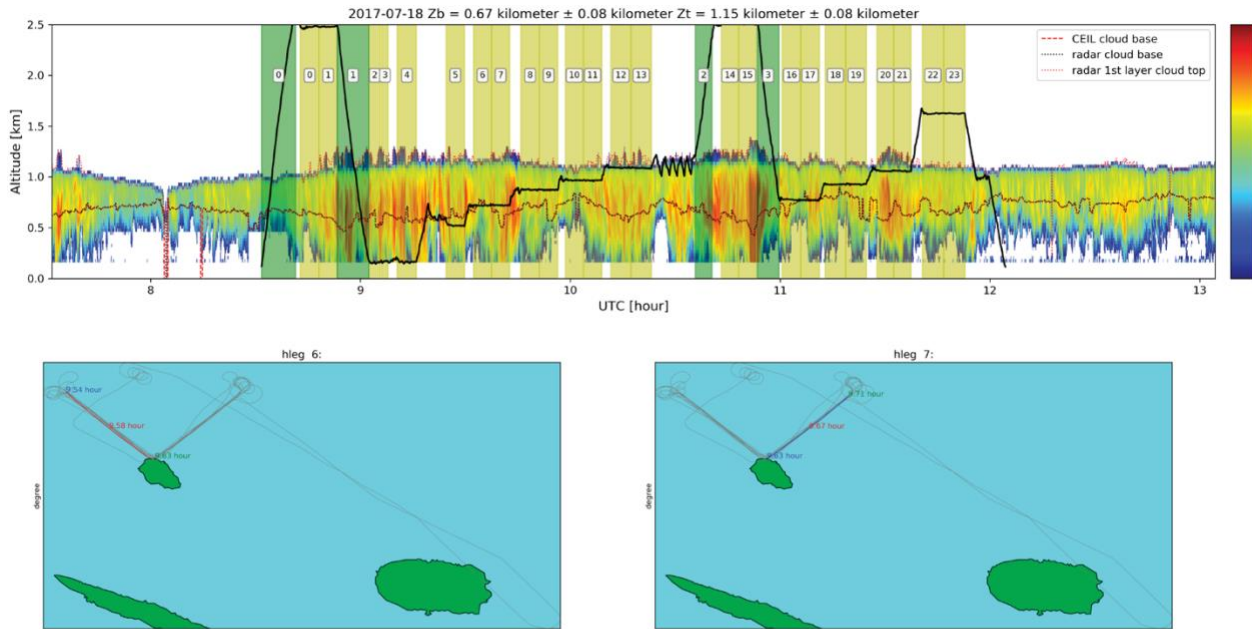 2017-07-18 Zb = 0.67 kilometer ± 0.08 kilometer Zt = 1.15 kilometer ± 0.08 kilometer
2.5
2.0
1.5
1.0
0.5
0.0
Altitude [km]
0 0 1 1 2 3 4 5 6 7 8 9 10 11 12 13 2 14 15 3 16 17 18 19 20 21 22 23
CEIL cloud base
radar cloud base
radar 1st layer cloud top
8 9 10 11 12 13
UTC [hour]
hleg 6:
9.54 hour
9.58 hour
9.63 hour
degree
hleg 7:
9.71 hour
9.67 hour
9.63 hour
degree